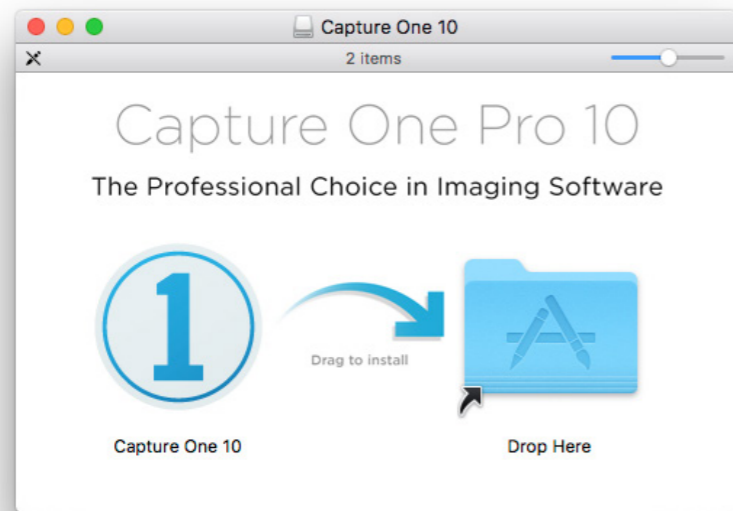 Capture One 10
2 items
Capture One Pro 10
The Professional Choice in Imaging Software
1
Drag to install
Capture One 10
Drop Here